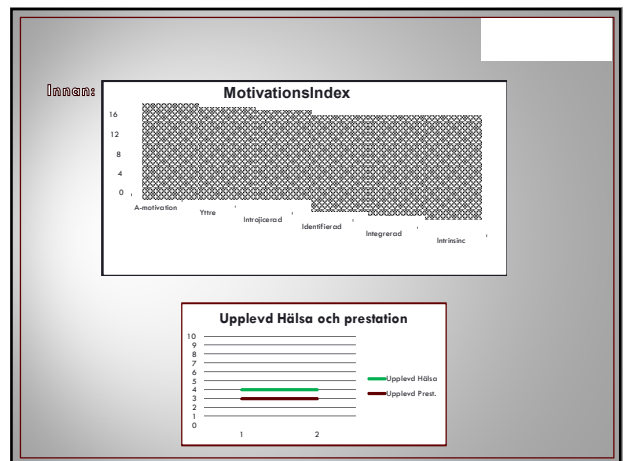 Innan:
MotivationsIndex
16
12
8
4
0
A-motivation
Yttre
Introjicerad
Identifierad
Integrerad
Intrinsinc
Upplevd Hälsa och prestation
10
9
8
7
6
5
4
3
2
1
0
1 2
Upplevd Hälsa
Upplevd Prest.